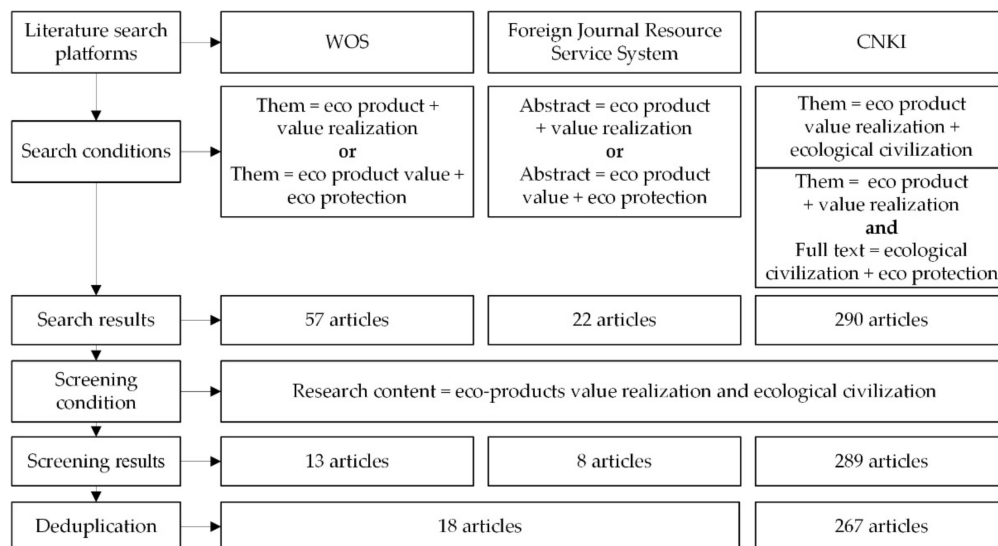 Literature search
platforms
WOS
Foreign Journal Resource
Service System
CNKI
Search conditions
Them = eco product +
value realization
or
Them = eco product value +
eco protection
Abstract = eco product
+ value realization
or
Abstract = eco product
value + eco protection
Them = eco product
value realization +
ecological civilization
Them =  eco product
+ value realization
and
Full text = ecological
civilization + eco protection
Search results
57 articles
22 articles
290 articles
Screening
condition
Research content = eco-products value realization and ecological civilization
Screening results
13 articles
8 articles
289 articles
Deduplication
18 articles
267 articles